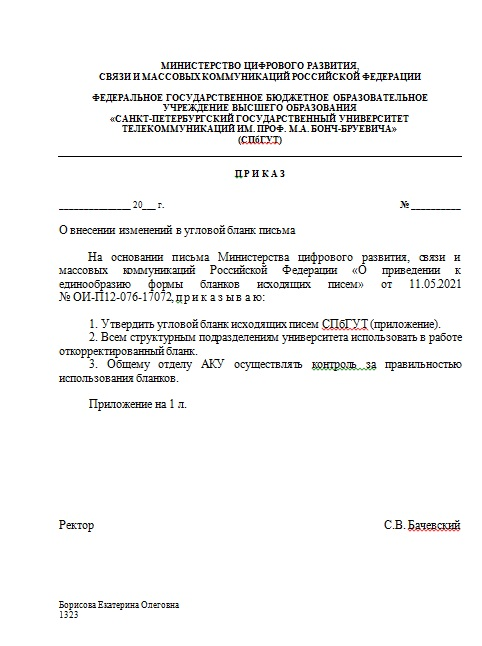 МИНИСТЕРСТВО ЦИФРОВОГО РАЗВИТИЯ,
СВЯЗИ И МАССОВЫХ КОММУНИКАЦИЙ РОССИЙСКОЙ ФЕДЕРАЦИИ
ФЕДЕРАЛЬНОЕ ГОСУДАРСТВЕННОЕ БЮДЖЕТНОЕ ОБРАЗОВАТЕЛЬНОЕ
УЧРЕЖДЕНИЕ ВЫСШЕГО ОБРАЗОВАНИЯ
«САНКТ-ПЕТЕРБУРГСКИЙ ГОСУДАРСТВЕННЫЙ УНИВЕРСИТЕТ
ТЕЛЕКОММУНИКАЦИЙ ИМ. ПРОФ. М.А. БОНЧ-БРУЕВИЧА»
(СПбГУТ)
П Р И К А З
_______________ 20___ г. № __________
О внесении изменений в угловой бланк письма
На основании письма Министерства цифрового развития, связи и
массовых коммуникаций Российской Федерации «О приведении к
единообразию формы бланков исходящих писем» от 11.05.2021
№ ОИ-П12-076-17072, п р и к а з ы в а ю:
1. Утвердить угловой бланк исходящих писем СПбГУТ (приложение).
2. Всем структурным подразделениям университета использовать в работе
откорректированный бланк.
3. Общему отделу АКУ осуществлять контроль за правильностью
использования бланков.
Приложение на 1 л.
Ректор С.В. Бачевский
Борисова Екатерина Олеговна
1323